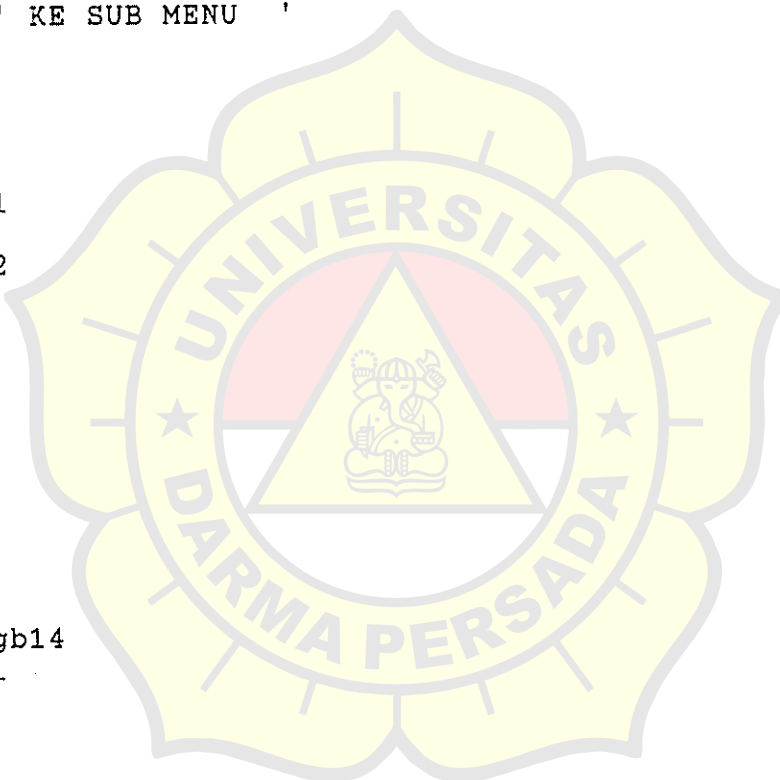 ' KE SUB MENU '
1
2
UNIVERSITAS
DARMA PERSADA
gb14